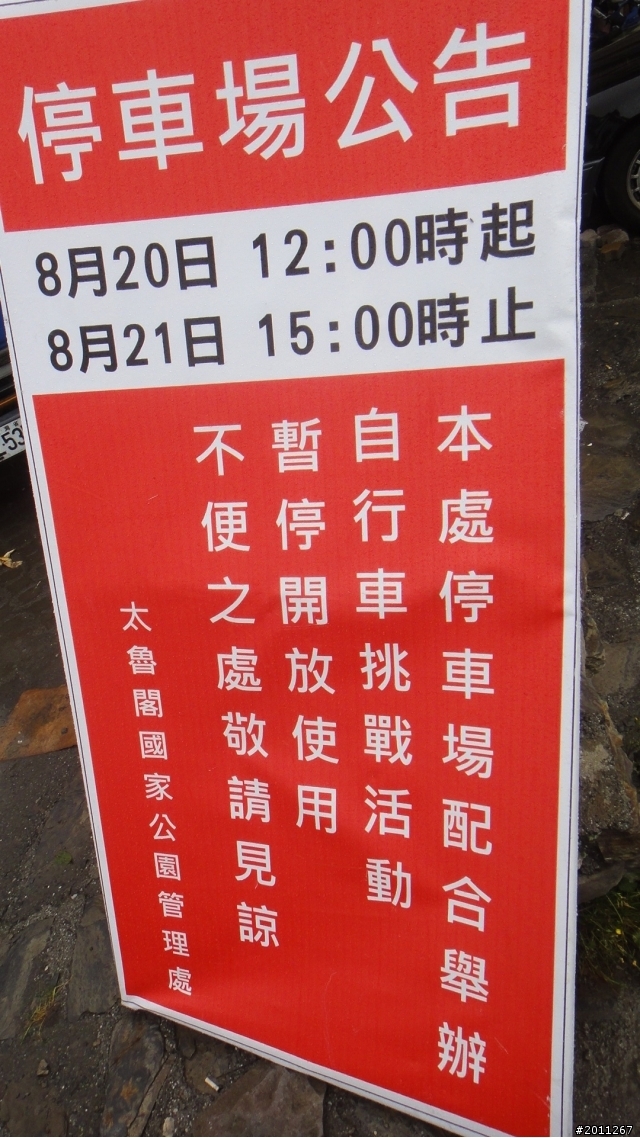 停車場公告
8月20日 12:00時起
8月21日 15:00時止
本處停車場配合舉辦
自行車挑戰活動
暫停開放使用
不便之處敬請見諒
太魯閣國家公園管理處
53
#2011267